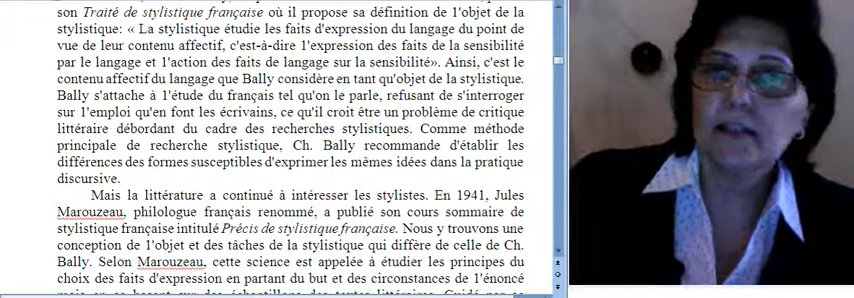 son Traité de stylistique française où il propose sa définition de l'objet de la
stylistique: « La stylistique étudie les faits d'expression du langage du point de
vue de leur contenu affectif, c'est-à-dire l'expression des faits de la sensibilité
par le langage et l'action des faits de langage sur la sensibilité». Ainsi, c'est le
contenu affectif du langage que Bally considère en tant qu'objet de la stylistique.
Bally s'attache à l'étude du français tel qu'on le parle, refusant de s'interroger
sur l'emploi qu'en font les écrivains, ce qu'il croit être un problème de critique
littéraire débordant du cadre des recherches stylistiques. Comme méthode
principale de recherche stylistique, Ch. Bally recommande d'établir les
différences des formes susceptibles d'exprimer les mêmes idées dans la pratique
discursive.
Mais la littérature a continué à intéresser les stylistes. En 1941, Jules
Marouzeau, philologue français renommé, a publié son cours sommaire de
stylistique française intitulé Précis de stylistique française. Nous y trouvons une
conception de l'objet et des tâches de la stylistique qui diffère de celle de Ch.
Bally. Selon Marouzeau, cette science est appelée à étudier les principes du
choix des faits d'expression en partant du but et des circonstances de l'énoncé